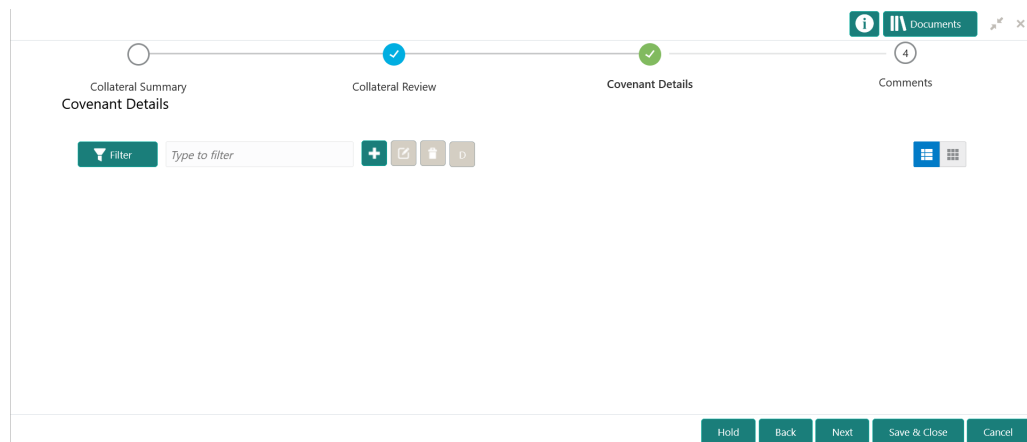 Documents
4
Collateral Summary
Collateral Review
Covenant Details
Comments
Covenant Details
Filter
Type to filter
D
Hold
Back
Next
Save & Close
Cancel